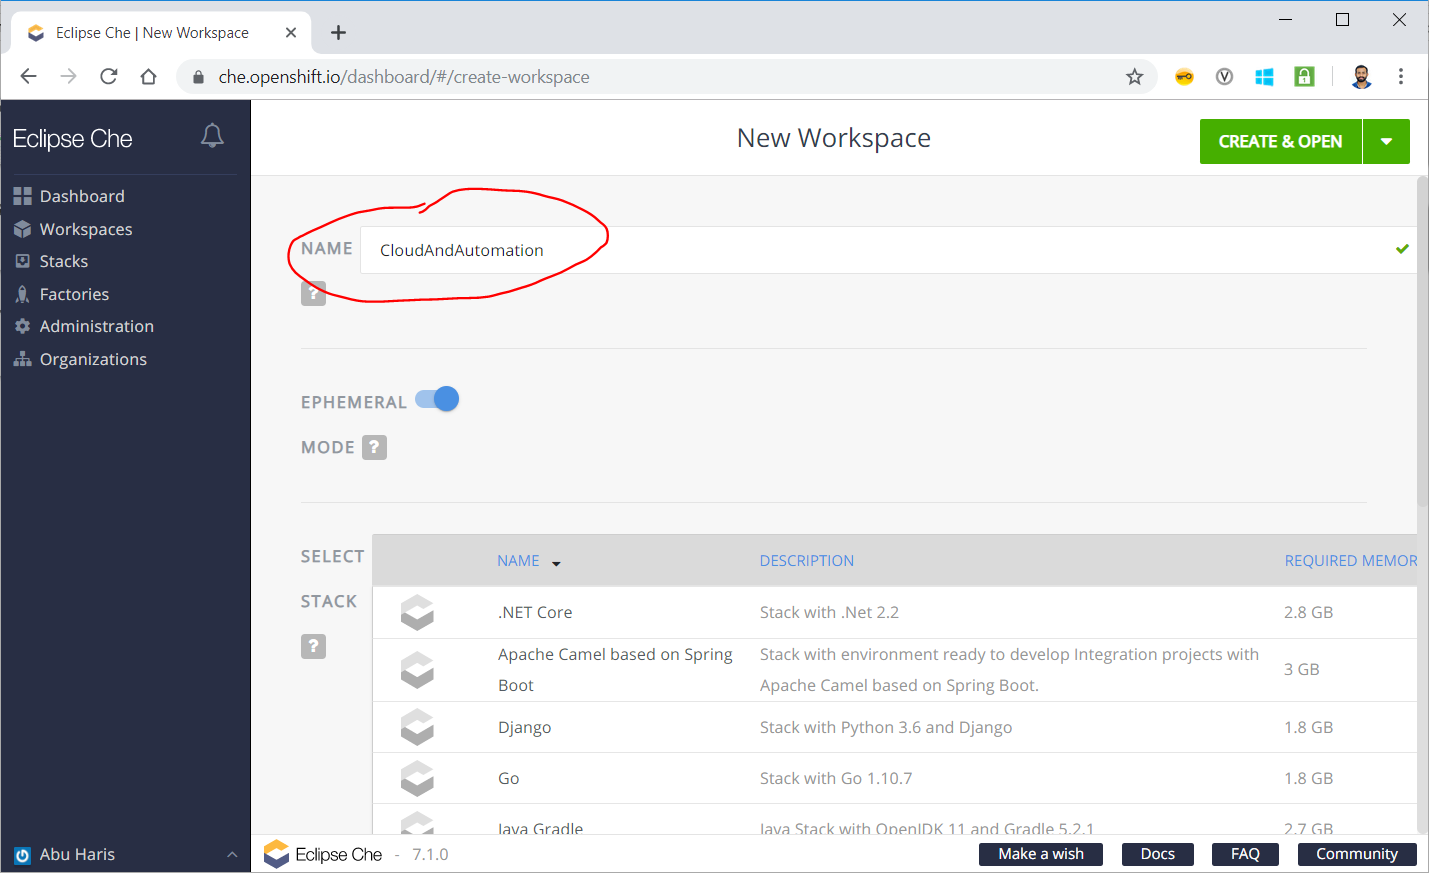 Eclipse Che | New Workspace
che.openshift.io/dashboard/#/create-workspace
Eclipse Che
New Workspace
CREATE & OPEN
Dashboard
Workspaces
Stacks
Factories
Administration
Organizations
NAME
CloudAndAutomation
?
EPHEMERAL
MODE ?
SELECT
STACK
?
NAME DESCRIPTION REQUIRED MEMOR
.NET Core Stack with .Net 2.2 2.8 GB
Apache Camel based on Spring
Boot
Stack with environment ready to develop Integration projects with
Apache Camel based on Spring Boot.
3 GB
Django Stack with Python 3.6 and Django 1.8 GB
Go Stack with Go 1.10.7 1.8 GB
Java Gradle Java Stack with OpenJDK 11 and Gradle 5.2.1 2.7 GB
Abu Haris
Eclipse Che - 7.1.0
Make a wish Docs FAQ Community